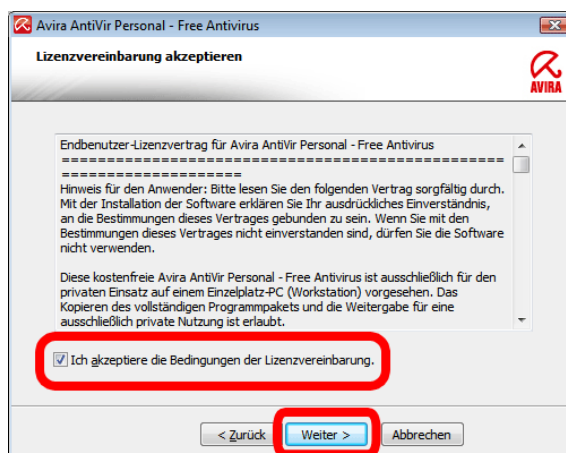 Avira AntiVir Personal - Free Antivirus
Lizenzvereinbarung akzeptieren
AVIRA
Endbenutzer-Lizenzvertrag für Avira AntiVir Personal - Free Antivirus
====================================================
=====================
Hinweis für den Anwender: Bitte lesen Sie den folgenden Vertrag sorgfältig durch.
Mit der Installation der Software erklären Sie Ihr ausdrückliches Einverständnis,
an die Bestimmungen dieses Vertrages gebunden zu sein. Wenn Sie mit den
Bestimmungen dieses Vertrages nicht einverstanden sind, dürfen Sie die Software
nicht verwenden.
Diese kostenfreie Avira AntiVir Personal - Free Antivirus ist ausschließlich für den
privaten Einsatz auf einem Einzelplatz-PC (Workstation) vorgesehen. Das
Kopieren des vollständigen Programmpakets und die Weitergabe für eine
ausschließlich private Nutzung ist erlaubt.
Ich akzeptiere die Bedingungen der Lizenzvereinbarung.
< Zurück Weiter > Abbrechen